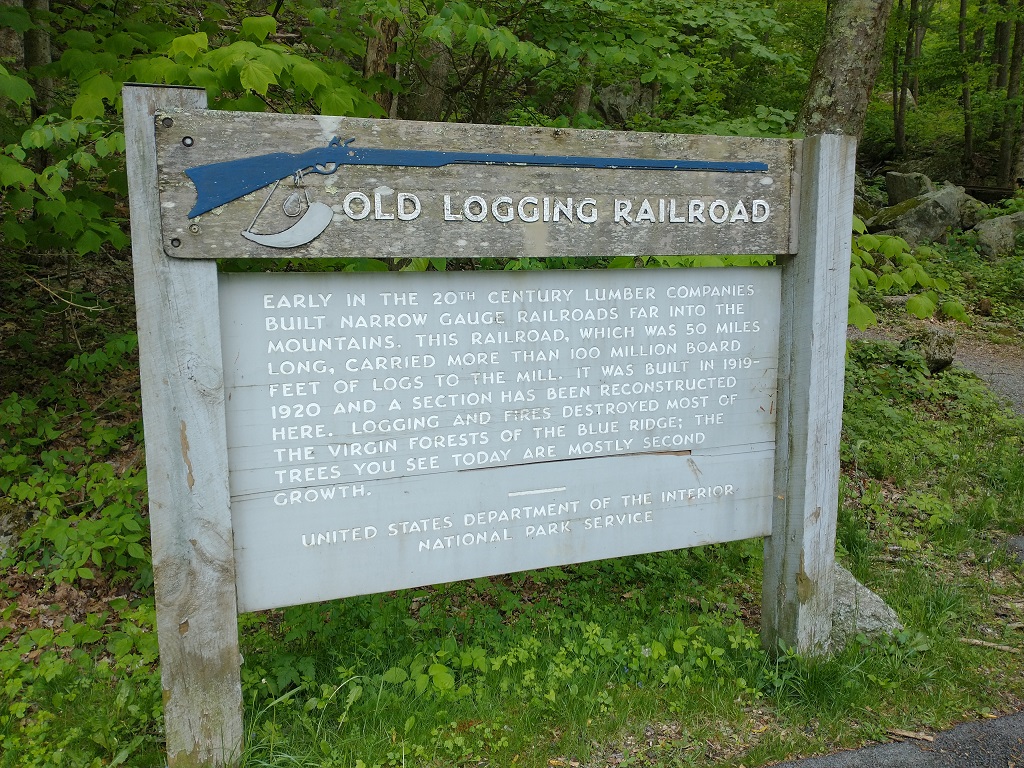 OLD LOGGING RAILROAD
EARLY IN THE 20TH CENTURY LUMBER COMPANIES
BUILT NARROW GAUGE RAILROADS FAR INTO THE
MOUNTAINS. THIS RAILROAD, WHICH WAS 50 MILES
LONG, CARRIED MORE THAN 100 MILLION BOARD
FEET OF LOGS TO THE MILL. IT WAS BUILT IN 1919-
1920 AND A SECTION HAS BEEN RECONSTRUCTED
HERE. LOGGING AND FIRES DESTROYED MOST OF
THE VIRGIN FORESTS OF THE BLUE RIDGE; THE
TREES YOU SEE TODAY ARE MOSTLY SECOND
GROWTH.
UNITED STATES DEPARTMENT OF THE INTERIOR
NATIONAL PARK SERVICE